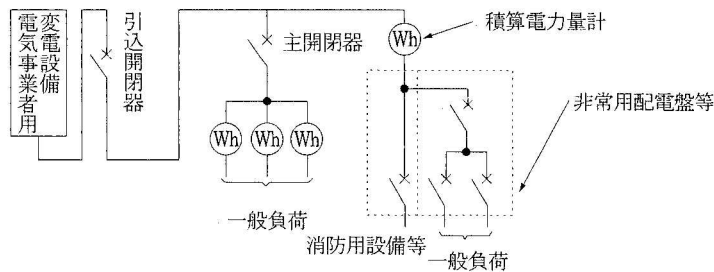 電気事業者用
変電設備
引込開閉器
主開閉器
Wh
積算電力量計
Wh
Wh
Wh
非常用配電盤等
一般負荷
消防用設備等
一般負荷